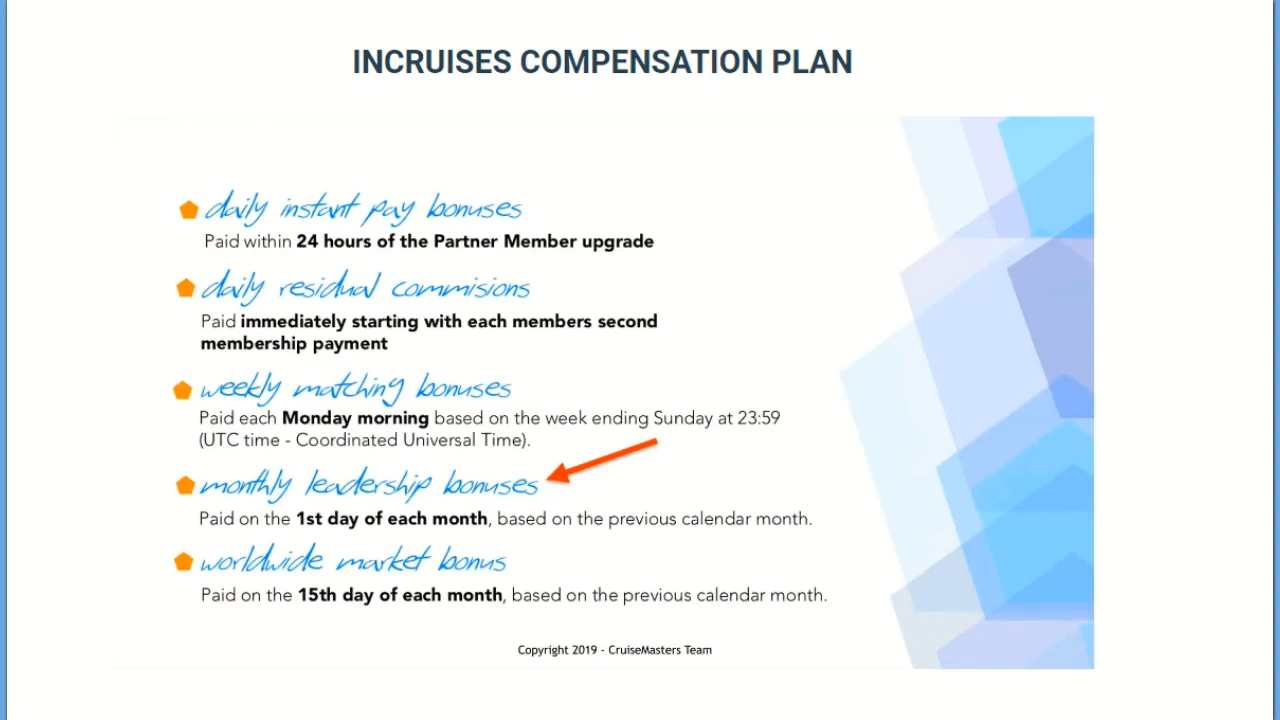 INCRUISES COMPENSATION PLAN
daily instant pay bonuses
Paid within 24 hours of the Partner Member upgrade
daily residual commisions
Paid immediately starting with each members second
membership payment
weekly matching bonuses
Paid each Monday morning based on the week ending Sunday at 23:59
(UTC time - Coordinated Universal Time).
monthly leadership bonuses
Paid on the 1st day of each month, based on the previous calendar month.
worldwide market bonus
Paid on the 15th day of each month, based on the previous calendar month.
Copyright 2019 - CruiseMasters Team